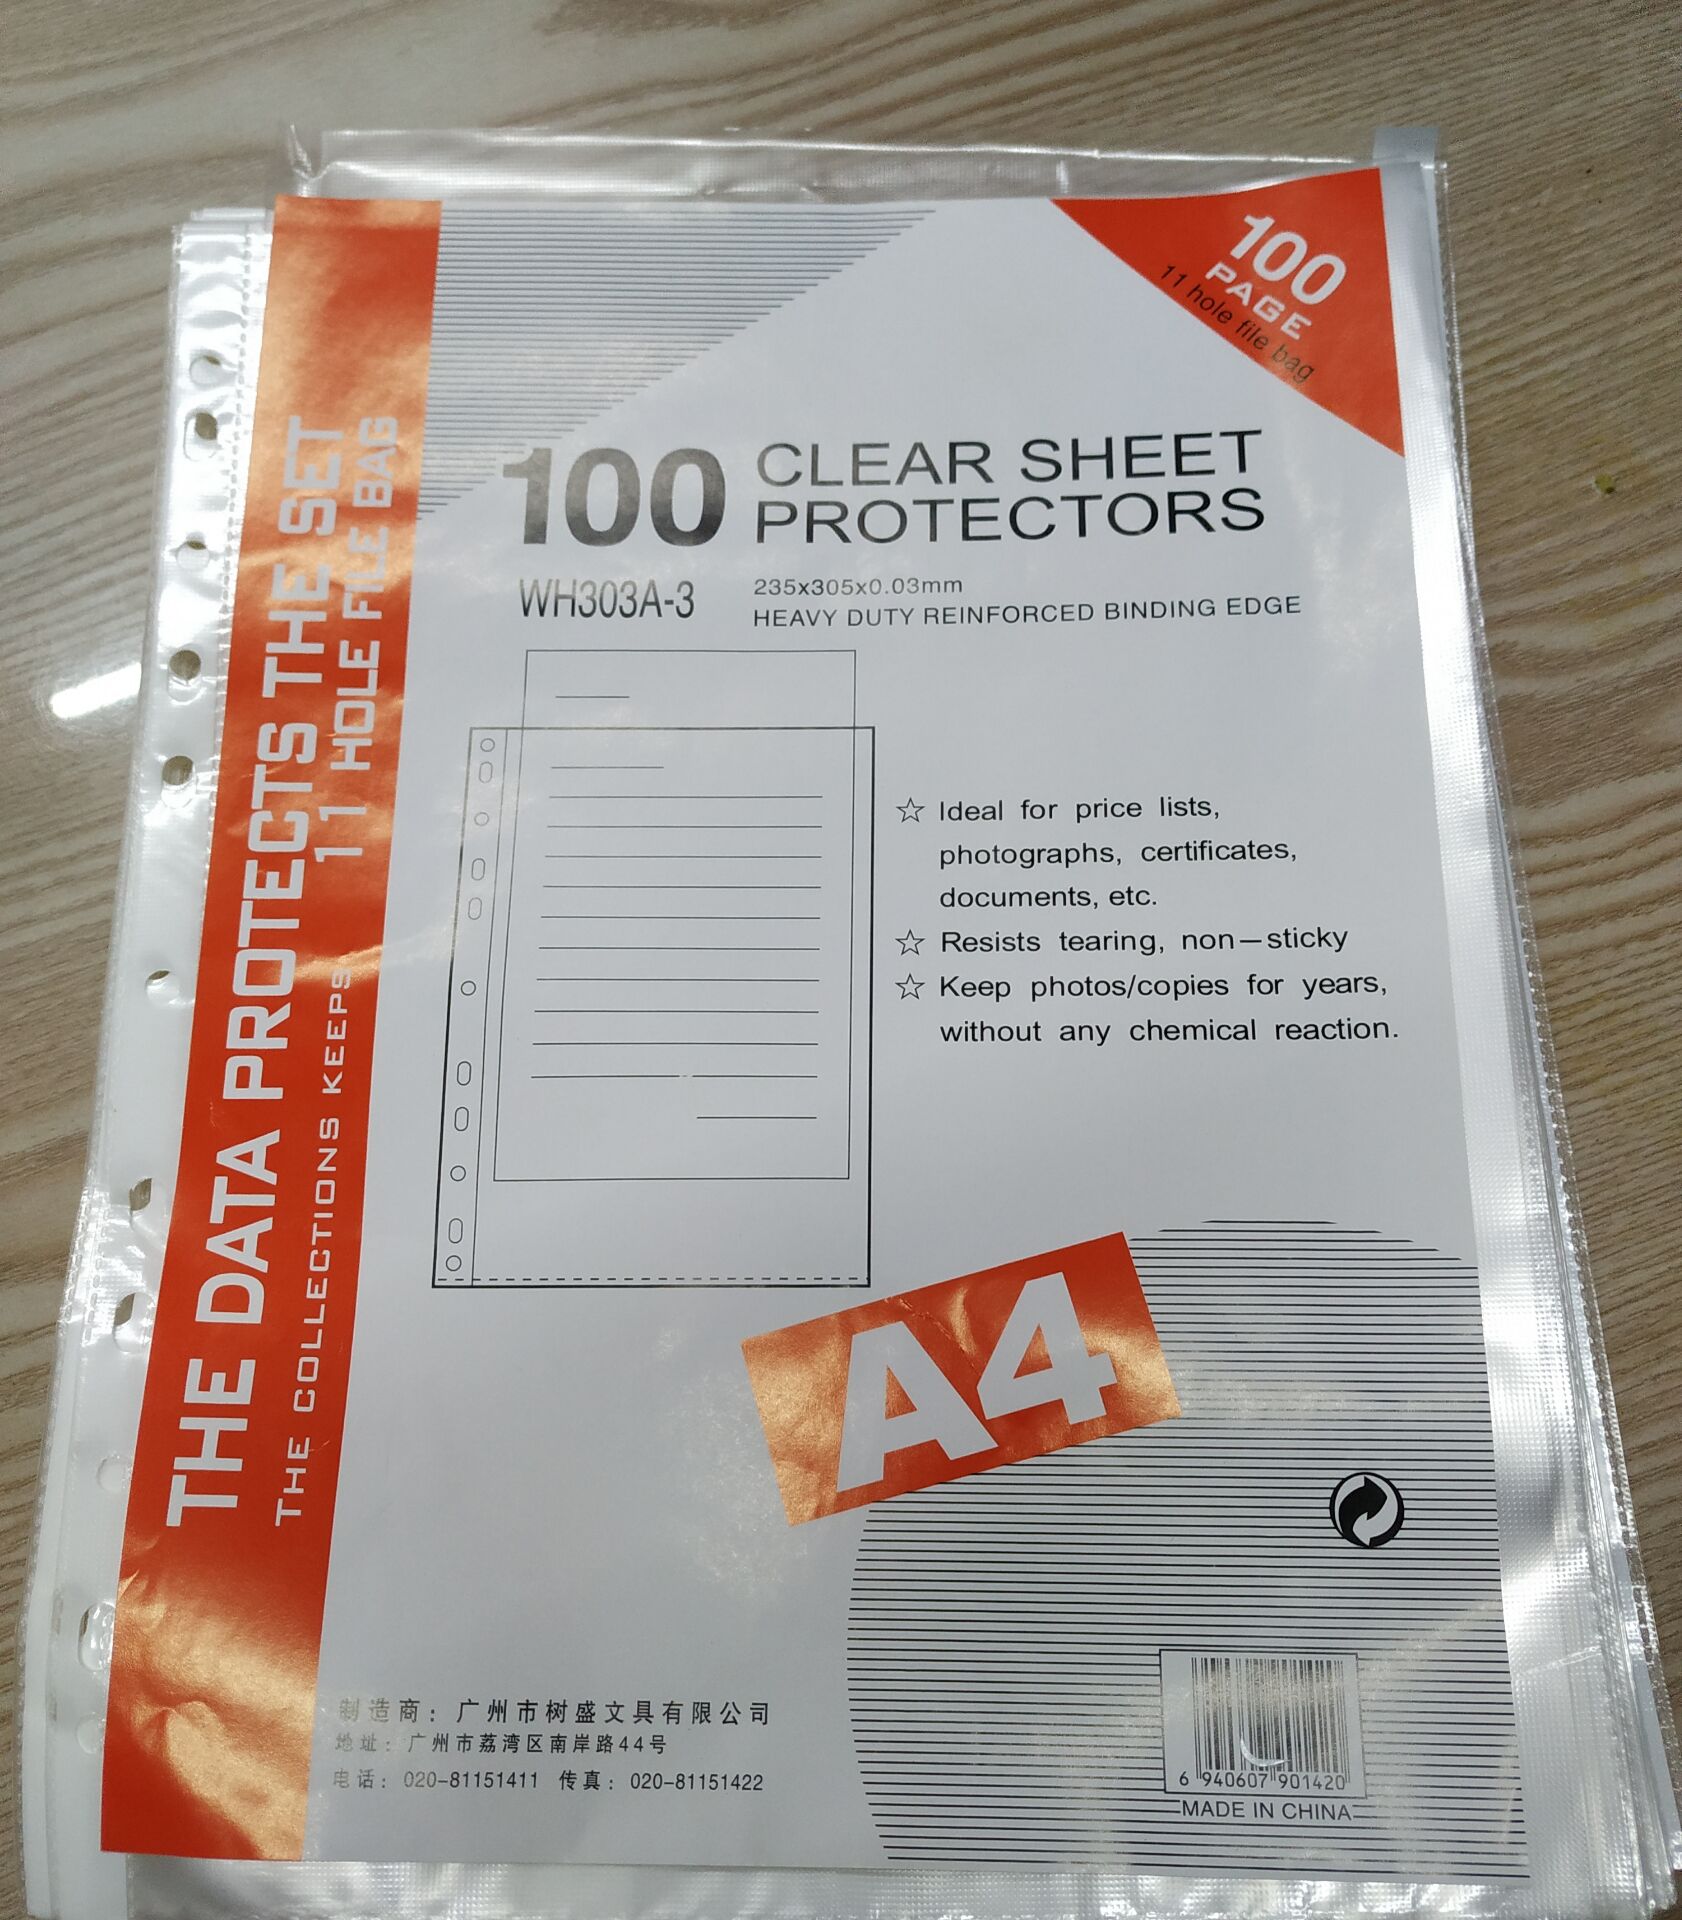 100
PAGE
11 hole file bag
THE DATA PROTECTS THE SET
THE COLLECTIONS KEEPS 11 HOLE FILE BAG
100 CLEAR SHEET
PROTECTORS
WH303A-3 235x305x0.03mm
HEAVY DUTY REINFORCED BINDING EDGE
☆ Ideal for price lists,
photographs, certificates,
documents, etc.
☆ Resists tearing, non—sticky
☆ Keep photos/copies for years,
without any chemical reaction.
A4
制造商：广州市树盛文具有限公司
地址：广州市荔湾区南岸路44号
电话：020-81151411 传真：020-81151422
6 940607 901420
MADE IN CHINA